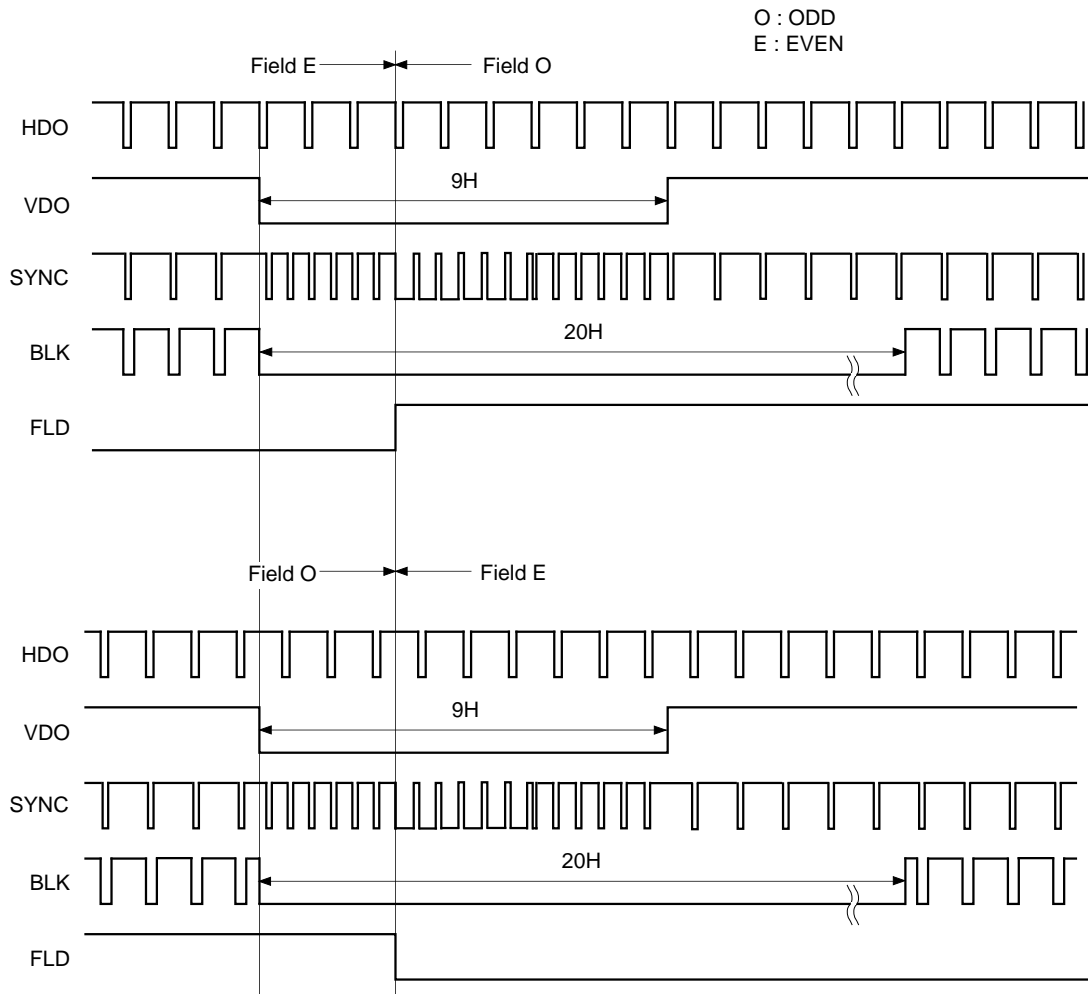 O : ODD
E : EVEN
Field E
Field O
HDO
VDO
9H
SYNC
BLK
20H
FLD
Field O
Field E
HDO
VDO
9H
SYNC
BLK
20H
FLD